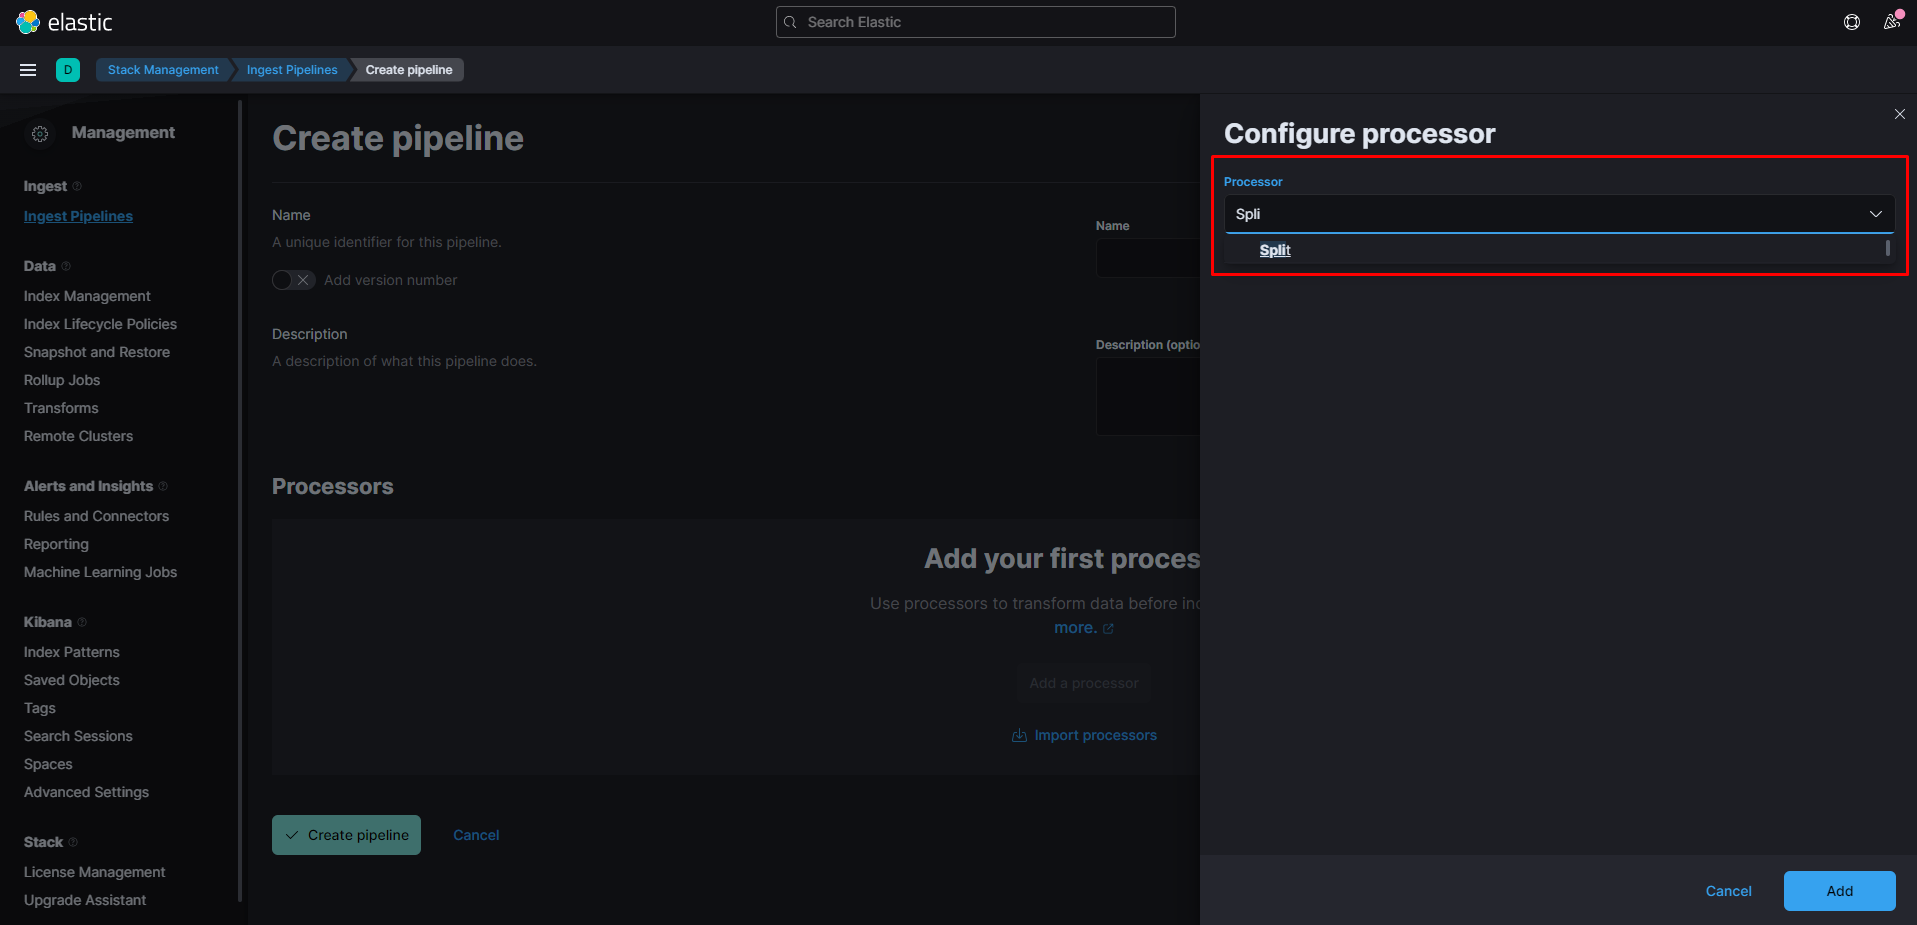 elastic
Search Elastic
D
Stack Management
Ingest Pipelines
Create pipeline
Management
Ingest
Ingest Pipelines
Data
Index Management
Index Lifecycle Policies
Snapshot and Restore
Rollup Jobs
Transforms
Remote Clusters
Alerts and Insights
Rules and Connectors
Reporting
Machine Learning Jobs
Kibana
Index Patterns
Saved Objects
Tags
Search Sessions
Spaces
Advanced Settings
Stack
License Management
Upgrade Assistant
Create pipeline
Name
A unique identifier for this pipeline.
Add version number
Name
Description
A description of what this pipeline does.
Description (optio
Processors
Add your first proces
Use processors to transform data before inc
more.
Add a processor
Import processors
Create pipeline
Cancel
Configure processor
Processor
Spli
Split
Cancel
Add